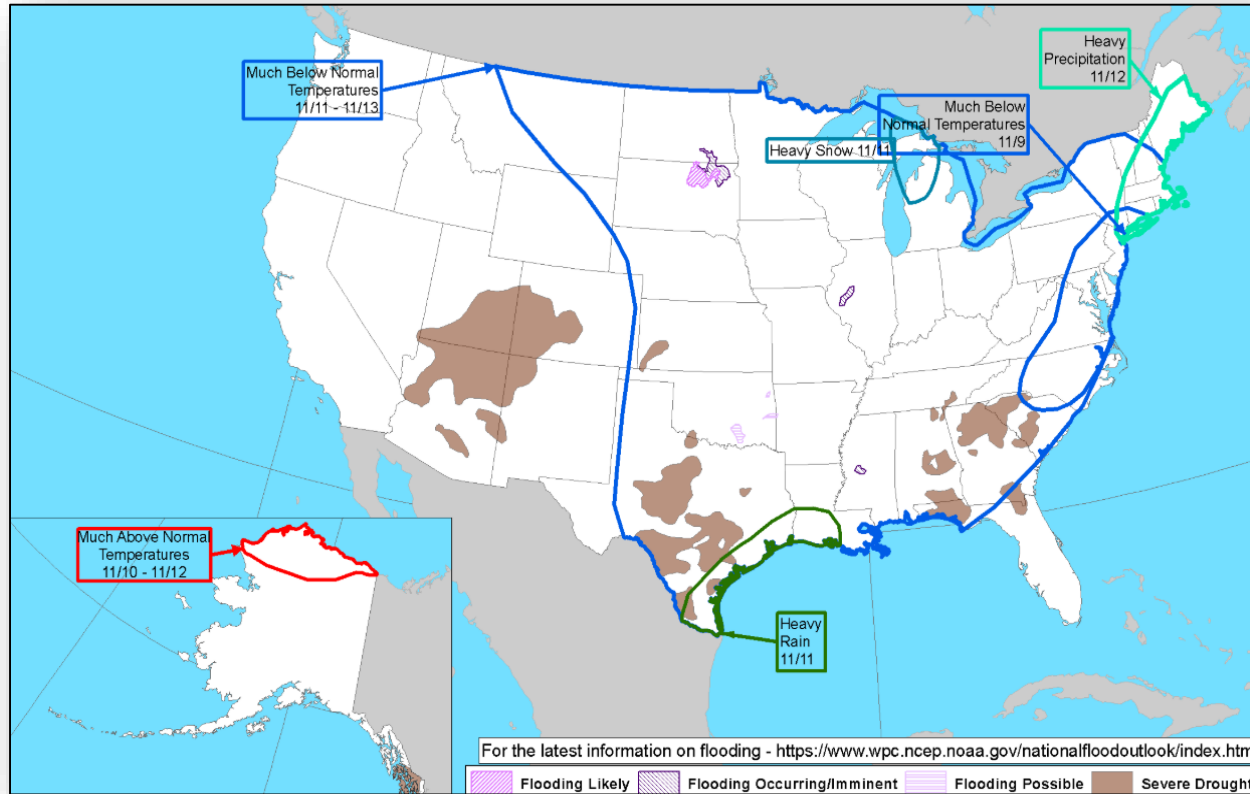 Heavy
Precipitation
11/12
Much Below Normal
Temperatures
11/11 - 11/13
Much Below
Normal Temperatures
11/9
Heavy Snow 11/11
Much Above Normal
Temperatures
11/10 - 11/12
Heavy
Rain
11/11
For the latest information on flooding - https://www.wpc.ncep.noaa.gov/nationalfloodoutlook/index.htm
Flooding Likely
Flooding Occurring/Imminent
Flooding Possible
Severe Drough